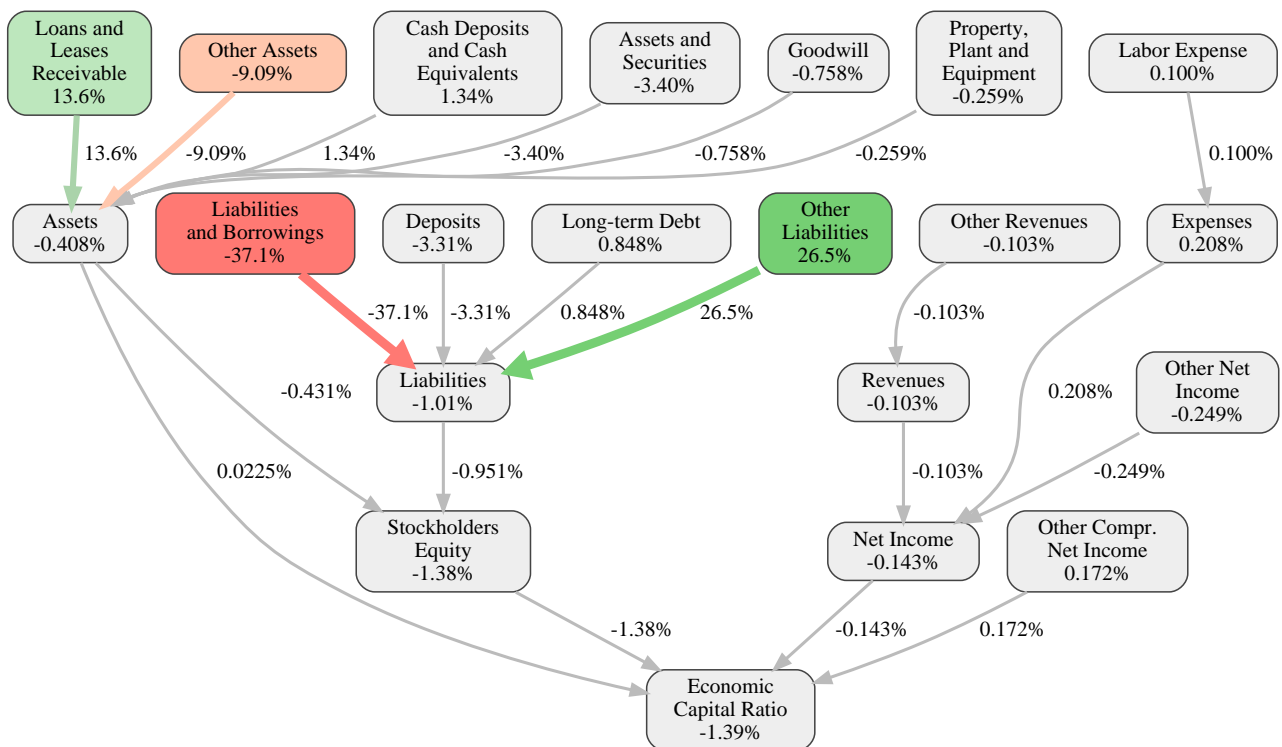 Loans and
Leases
Receivable
13.6%
Other Assets
-9.09%
Cash Deposits
and Cash
Equivalents
1.34%
Assets and
Securities
-3.40%
Goodwill
-0.758%
Property,
Plant and
Equipment
-0.259%
Labor Expense
0.100%
13.6%
-9.09%
1.34%
-3.40%
-0.758%
-0.259%
0.100%
Assets
-0.408%
Liabilities
and Borrowings
-37.1%
Deposits
-3.31%
Long-term Debt
0.848%
Other
Liabilities
26.5%
Other Revenues
-0.103%
Expenses
0.208%
-37.1%
-3.31%
0.848%
26.5%
-0.103%
-0.431%
Liabilities
-1.01%
Revenues
-0.103%
0.208%
Other Net
Income
-0.249%
0.0225%
-0.951%
-0.103%
-0.249%
Stockholders
Equity
-1.38%
Net Income
-0.143%
Other Compr.
Net Income
0.172%
-1.38%
-0.143%
0.172%
Economic
Capital Ratio
-1.39%